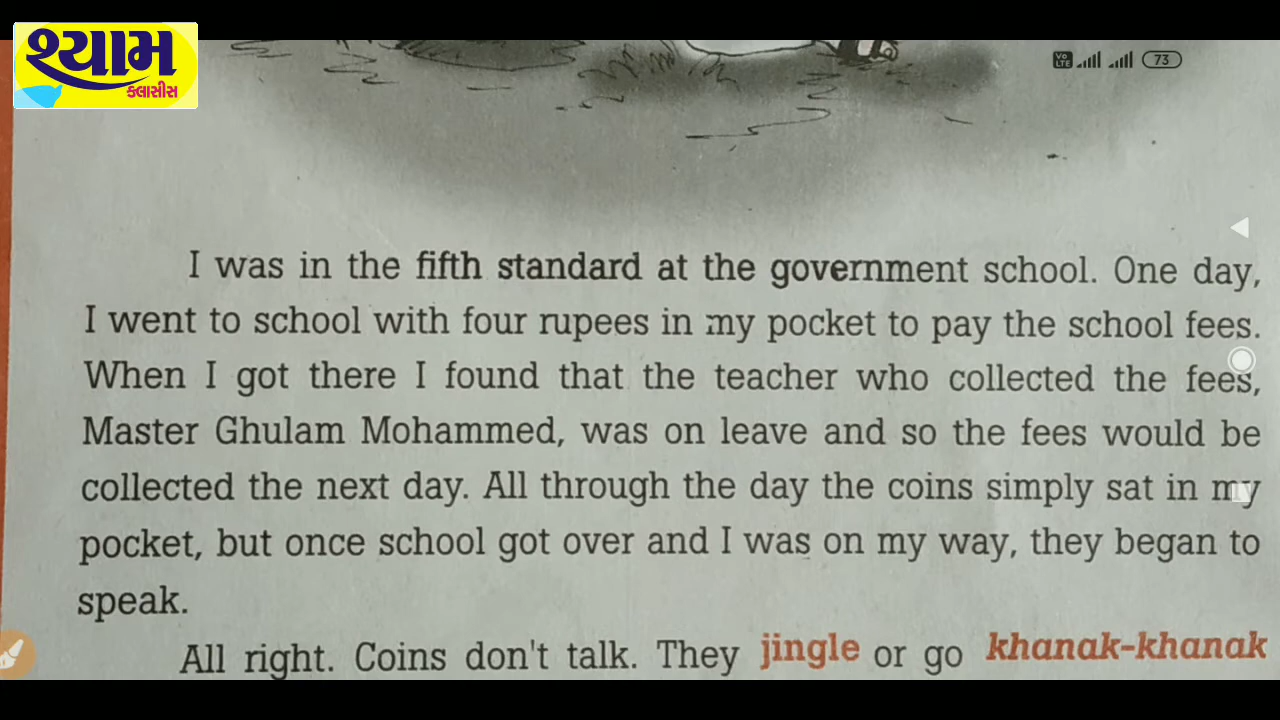 શ્યામ
ક્લાસીસ
Vo
LTE
73
I was in the fifth standard at the government school. One day,
I went to school with four rupees in my pocket to pay the school fees.
When I got there I found that the teacher who collected the fees,
Master Ghulam Mohammed, was on leave and so the fees would be
collected the next day. All through the day the coins simply sat in my
pocket, but once school got over and I was on my way, they began to
speak.
All right. Coins don't talk. They jingle or go khanak-khanak